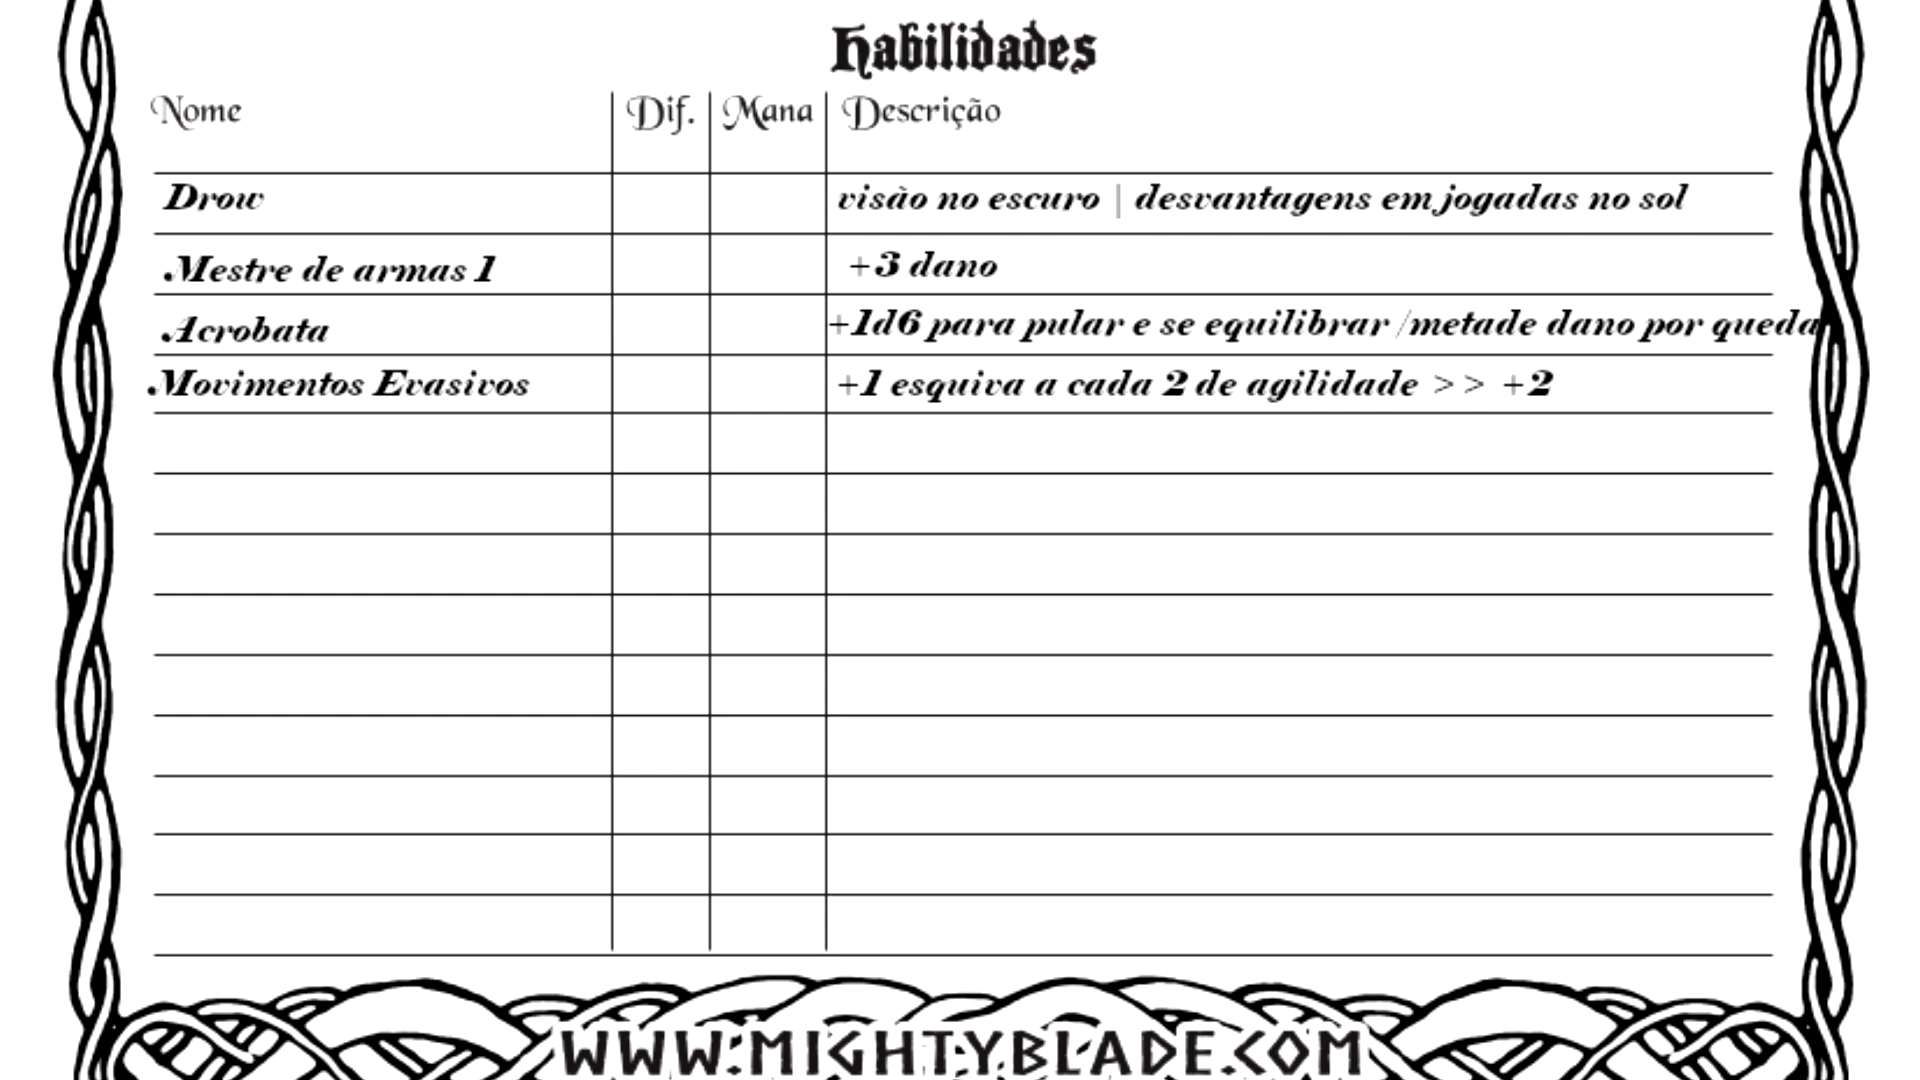 Habilidades
Nome Dif. Mana Descrição
Drow visão no escuro | desvantagens em jogadas no sol
Mestre de armas 1 +3 dano
Acrobata +1d6 para pular e se equilibrar /metade dano por queda
Movimentos Evasivos +1 esquiva a cada 2 de agilidade >> +2
WWW.MIGHTYBLADE.COM